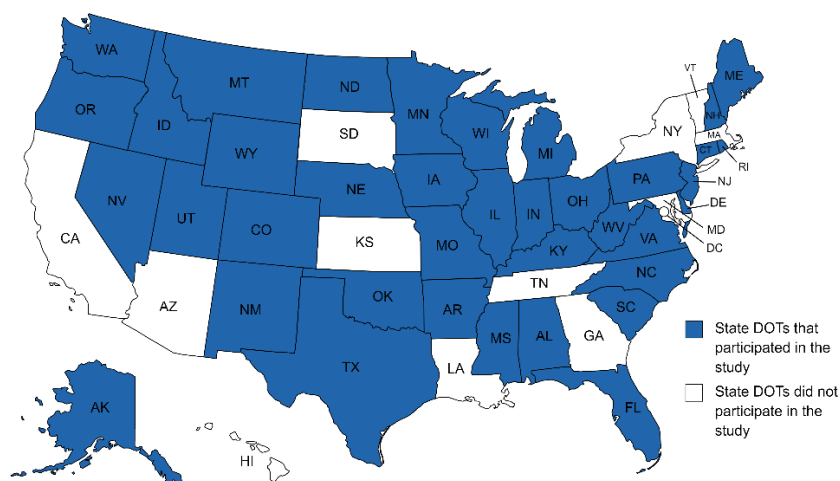 WA
MT
ND
MN
VT
ME
OR
ID
SD
WI
NY
NH
MA
WY
MI
CT
RI
IA
NE
PA
NJ
NV
IL
IN
OH
DE
UT
CO
WV
MD
CA
KS
MO
VA
DC
KY
NC
TN
OK
AZ
NM
AR
SC
MS
AL
GA
State DOTs that
participated in the
study
TX
LA
State DOTs did not
participate in the
study
AK
FL
HI